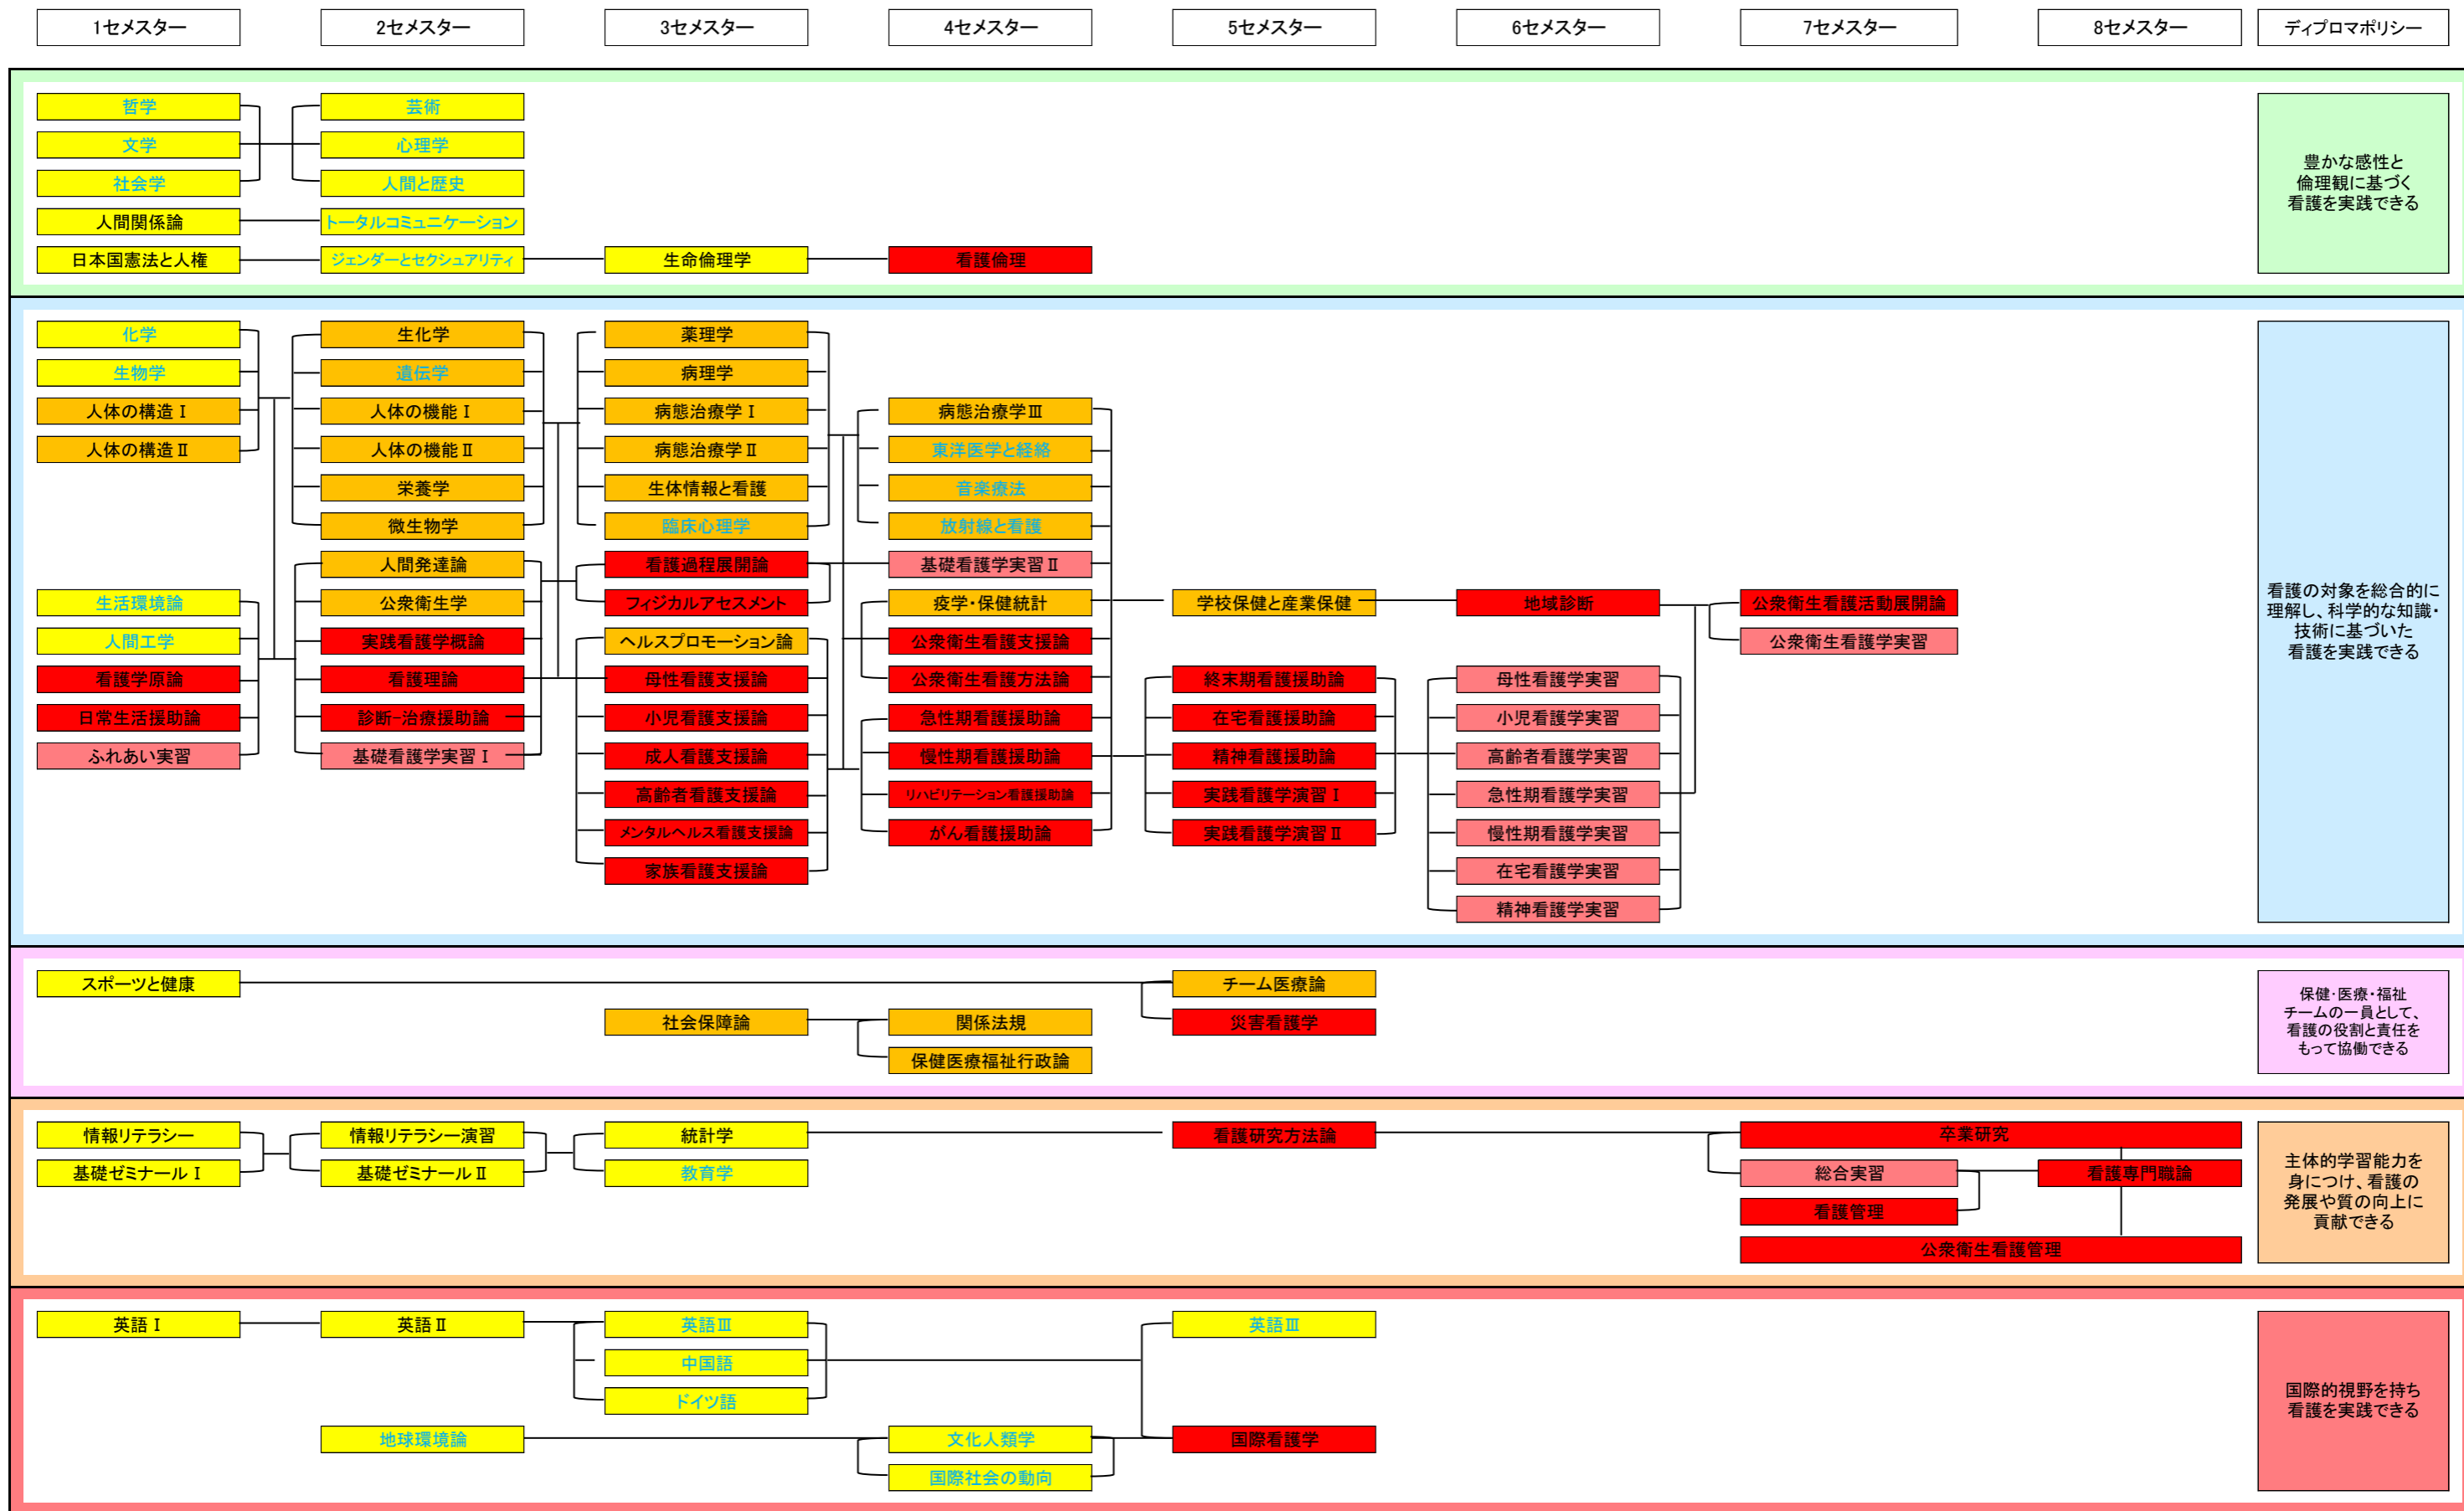 1セメスター
2セメスター
3セメスター
4セメスター
5セメスター
6セメスター
7セメスター
8セメスター
ディプロマポリシー
哲学
芸術
文学
心理学
社会学
人間と歴史
人間関係論
トータルコミュニケーション
日本国憲法と人権
ジェンダーとセクシュアリティ
生命倫理学
看護倫理
豊かな感性と
倫理観に基づく
看護を実践できる
化学
生化学
薬理学
生物学
遺伝学
病理学
人体の構造Ⅰ
人体の機能Ⅰ
病態治療学Ⅰ
病態治療学Ⅲ
人体の構造Ⅱ
人体の機能Ⅱ
病態治療学Ⅱ
東洋医学と経絡
栄養学
生体情報と看護
音楽療法
微生物学
臨床心理学
放射線と看護
人間発達論
看護過程展開論
基礎看護学実習Ⅱ
生活環境論
公衆衛生学
フィジカルアセスメント
疫学・保健統計
学校保健と産業保健
地域診断
公衆衛生看護活動展開論
人間工学
実践看護学概論
ヘルスプロモーション論
公衆衛生看護支援論
公衆衛生看護学実習
看護学原論
看護理論
母性看護支援論
公衆衛生看護方法論
終末期看護援助論
母性看護学実習
日常生活援助論
診断-治療援助論
小児看護支援論
急性期看護援助論
在宅看護援助論
小児看護学実習
ふれあい実習
基礎看護学実習Ⅰ
成人看護支援論
慢性期看護援助論
精神看護援助論
高齢者看護学実習
高齢者看護支援論
リハビリテーション看護援助論
実践看護学演習Ⅰ
急性期看護学実習
メンタルヘルス看護支援論
がん看護援助論
実践看護学演習Ⅱ
慢性期看護学実習
家族看護支援論
在宅看護学実習
精神看護学実習
看護の対象を総合的に
理解し、科学的な知識・
技術に基づいた
看護を実践できる
スポーツと健康
チーム医療論
社会保障論
関係法規
災害看護学
保健医療福祉行政論
保健・医療・福祉
チームの一員として、
看護の役割と責任を
もって協働できる
情報リテラシー
情報リテラシー演習
統計学
看護研究方法論
卒業研究
基礎ゼミナールⅠ
基礎ゼミナールⅡ
教育学
総合実習
看護専門職論
看護管理
公衆衛生看護管理
主体的学習能力を
身につけ、看護の
発展や質の向上に
貢献できる
英語Ⅰ
英語Ⅱ
英語Ⅲ
英語Ⅲ
中国語
ドイツ語
地球環境論
文化人類学
国際看護学
国際社会の動向
国際的視野を持ち
看護を実践できる